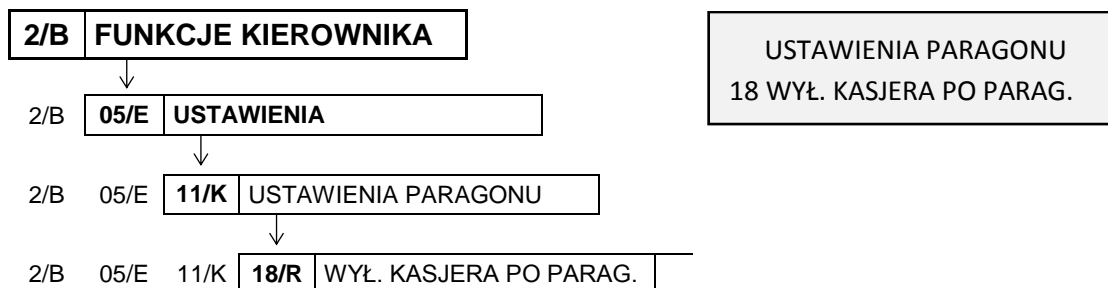 2/B FUNKCJE KIEROWNIKA
USTAWIENIA PARAGONU
18 WYŁ. KASJERA PO PARAG.
2/B 05/E USTAWIENIA
2/B 05/E 11/K USTAWIENIA PARAGONU
2/B 05/E 11/K 18/R WYŁ. KASJERA PO PARAG.